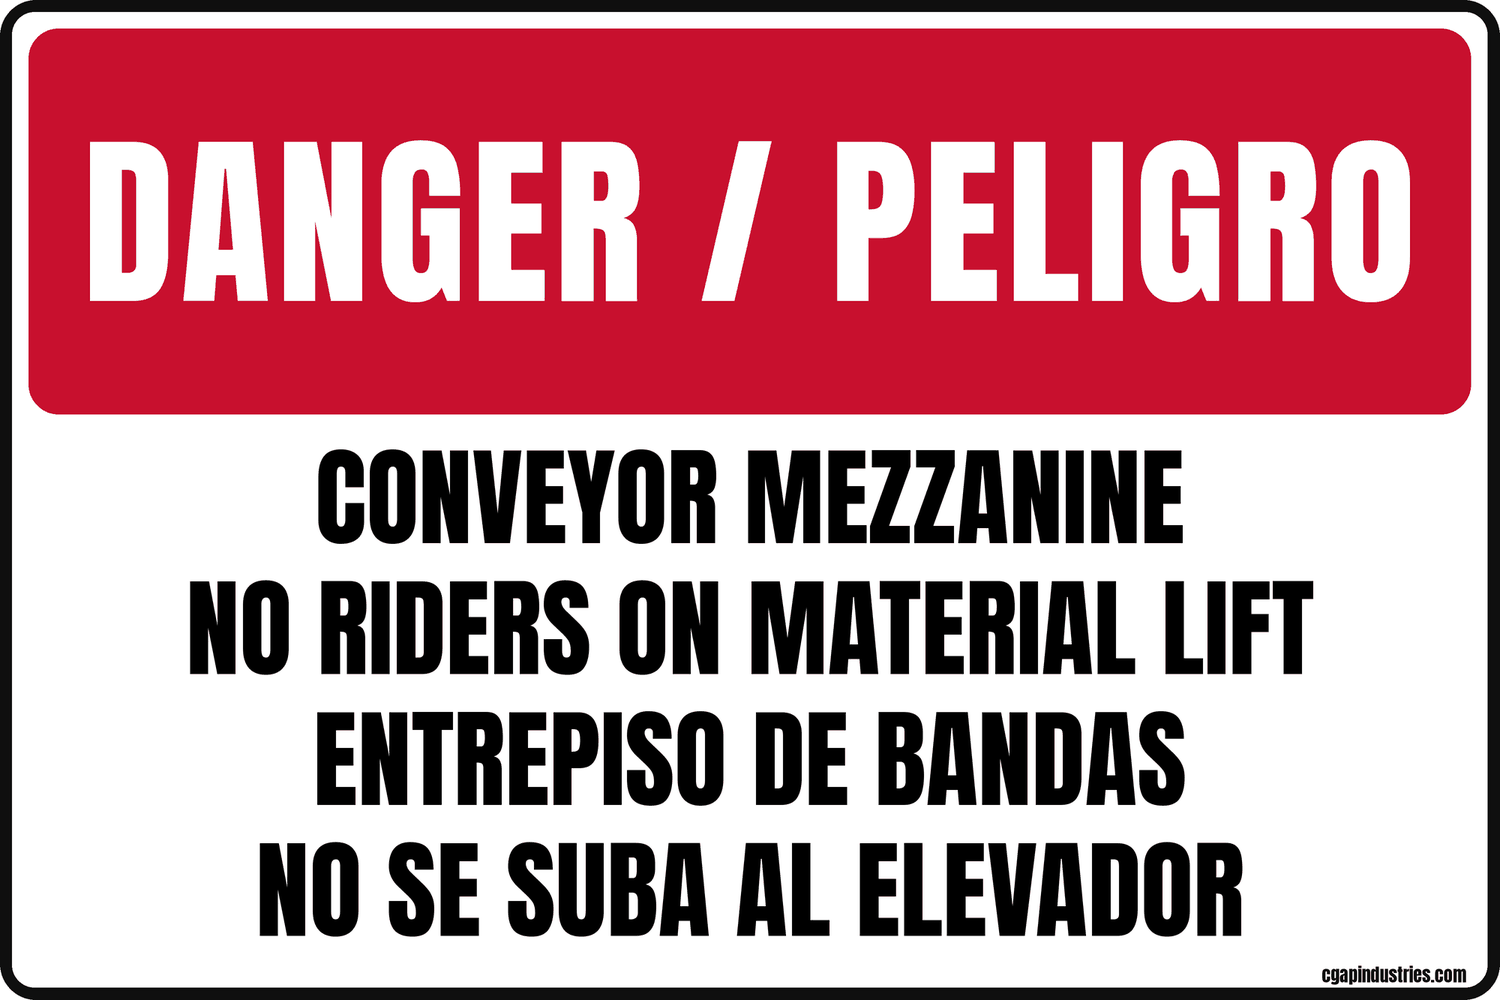 DANGER / PELIGRO
CONVEYOR MEZZANINE
NO RIDERS ON MATERIAL LIFT
ENTREPISO DE BANDAS
NO SE SUBA AL ELEVADOR
cgapindustries.com